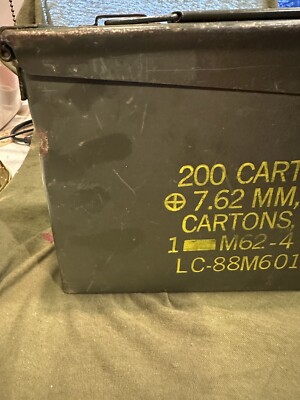 200 CART
⊕ 7.62 MM,
CARTONS,
1 M62-4
LC-88M601